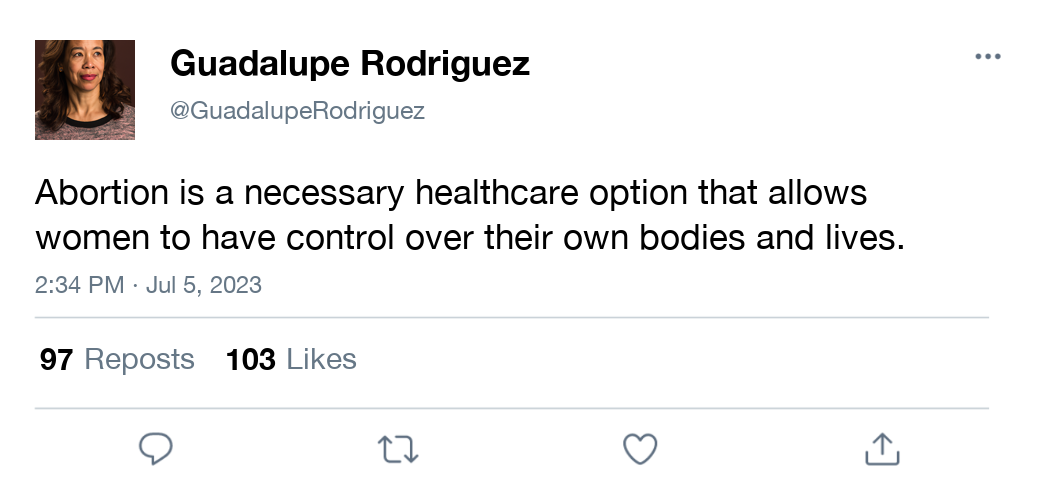 Guadalupe Rodriguez
@GuadalupeRodriguez
Abortion is a necessary healthcare option that allows
women to have control over their own bodies and lives.
2:34 PM · Jul 5, 2023
97 Reposts 103 Likes